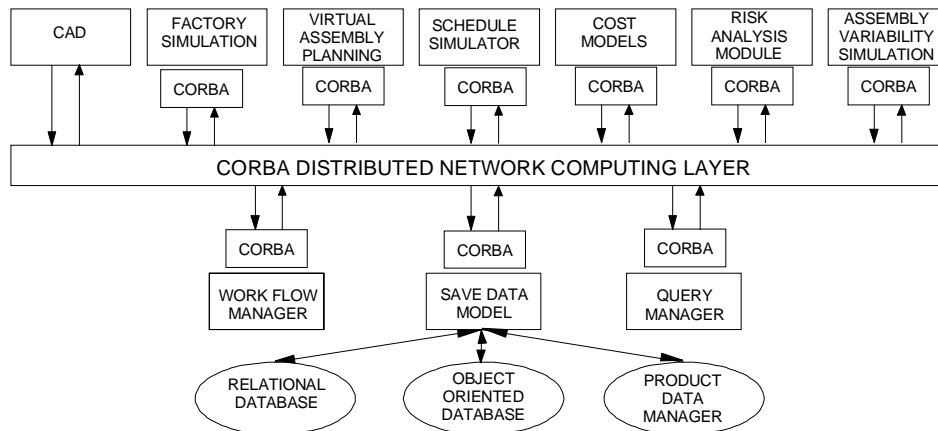 CAD
FACTORY
SIMULATION
VIRTUAL
ASSEMBLY
PLANNING
SCHEDULE
SIMULATOR
COST
MODELS
RISK
ANALYSIS
MODULE
ASSEMBLY
VARIABILITY
SIMULATION
CORBA
CORBA
CORBA
CORBA
CORBA
CORBA
CORBA DISTRIBUTED NETWORK COMPUTING LAYER
CORBA
CORBA
CORBA
WORK FLOW
MANAGER
SAVE DATA
MODEL
QUERY
MANAGER
RELATIONAL
DATABASE
OBJECT
ORIENTED
DATABASE
PRODUCT
DATA
MANAGER